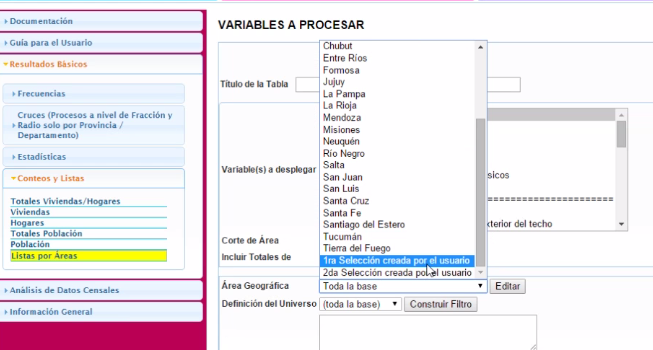 Documentación
Guía para el Usuario
Resultados Básicos
Frecuencias
Cruces (Procesos a nivel de Fracción y
Radio solo por Provincia /
Departamento)
Estadísticas
Conteos y Listas
Totales Viviendas/Hogares
Viviendas
Hogares
Totales Población
Población
Listas por Áreas
Análisis de Datos Censales
Información General
VARIABLES A PROCESAR
Título de la Tabla
Variable(s) a desplegar
sicos
=====================
xterior del techo
Corte de Área
Incluir Totales de
Chubut
Entre Ríos
Formosa
Jujuy
La Pampa
La Rioja
Mendoza
Misiones
Neuquén
Río Negro
Salta
San Juan
San Luis
Santa Cruz
Santa Fe
Santiago del Estero
Tucumán
Tierra del Fuego
1ra Selección creada por el usuario
2da Selección creada por el usuario
Área Geográfica Toda la base Editar
Definición del Universo (toda la base) Construir Filtro